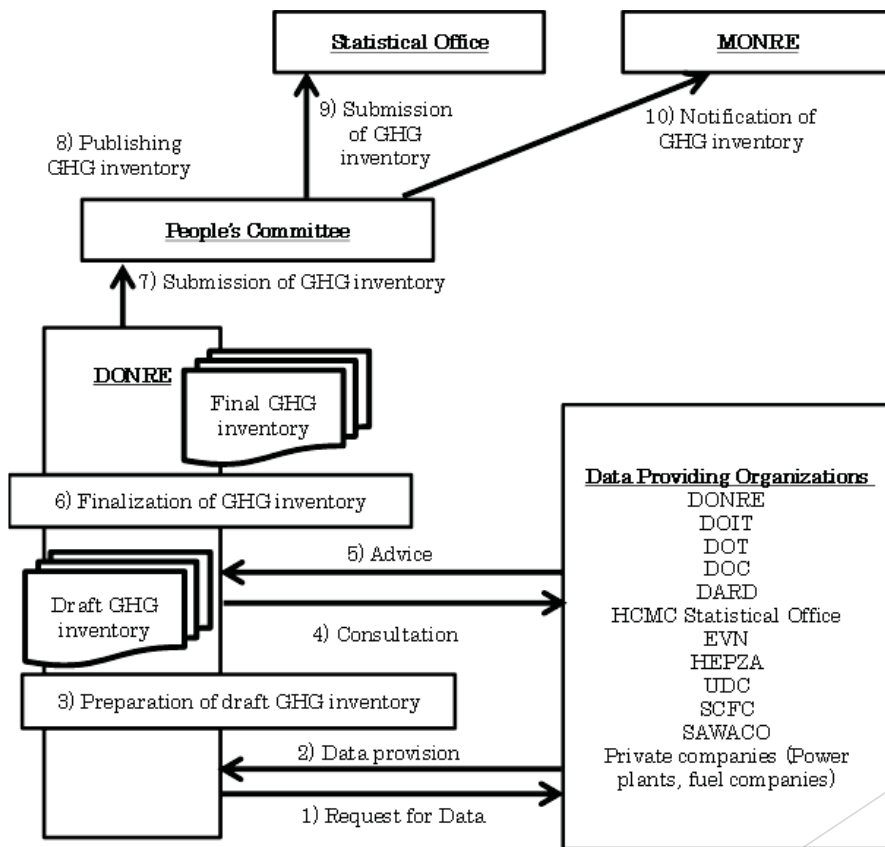 Statistical Office
MONRE
9) Submission
of GHG
inventory
10) Notification of
GHG inventory
8) Publishing
GHG inventory
People's Committee
7) Submission of GHG inventory
DONRE
Final GHG
inventory
6) Finalization of GHG inventory
Draft GHG
inventory
5) Advice
4) Consultation
3) Preparation of draft GHG inventory
2) Data provision
1) Request for Data
Data Providing Organizations
DONRE
DOIT
DOT
DOC
DARD
HCMC Statistical Office
EVN
HEPZA
UDC
SCFC
SAWACO
Private companies (Power
plants, fuel companies)